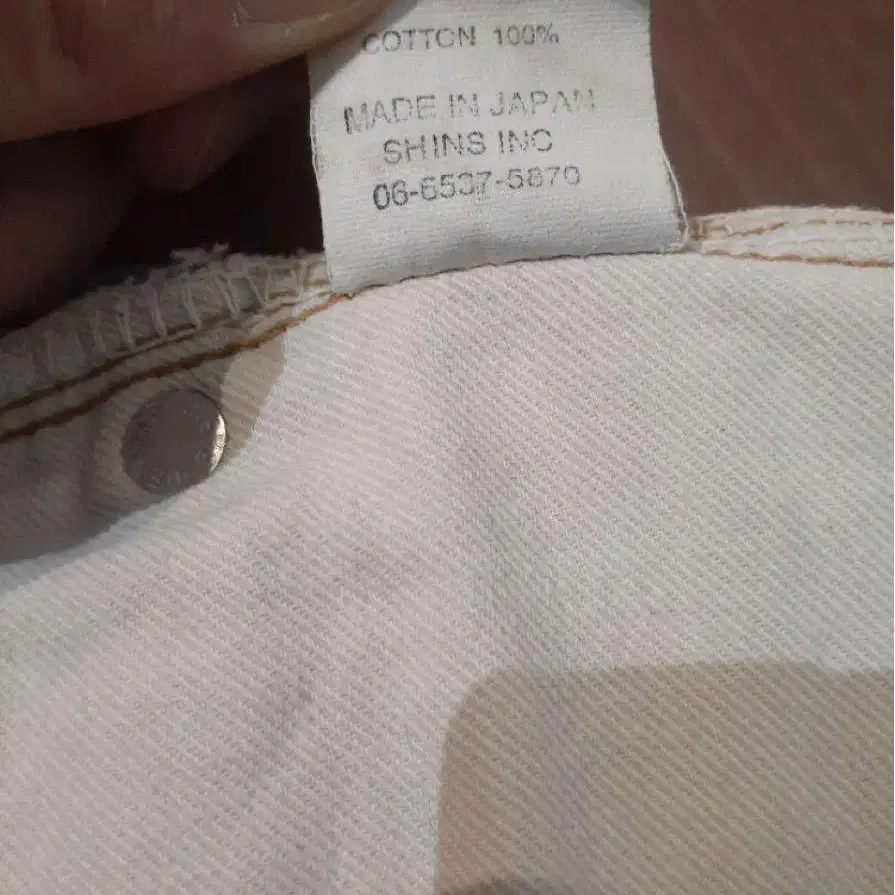 COTTON 100%
MADE IN JAPAN
SHINS INC
06-6537-5870